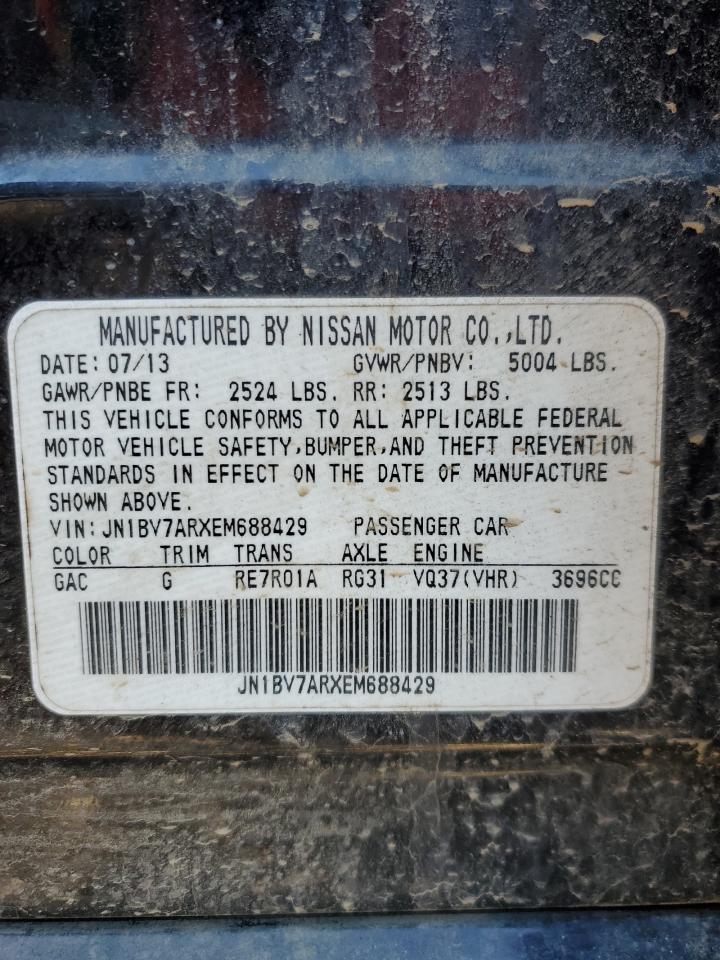 MANUFACTURED BY NISSAN MOTOR CO.,LTD.
DATE: 07/13 GVWR/PNBV: 5004 LBS.
GAWR/PNBE FR: 2524 LBS. RR: 2513 LBS.
THIS VEHICLE CONFORMS TO ALL APPLICABLE FEDERAL
MOTOR VEHICLE SAFETY,BUMPER,AND THEFT PREVENTION
STANDARDS IN EFFECT ON THE DATE OF MANUFACTURE
SHOWN ABOVE.
VIN: JN1BV7ARXEM688429 PASSENGER CAR
COLOR TRIM TRANS AXLE ENGINE
GAC G RE7R01A RG31 VQ37(VHR) 3696CC
JN1BV7ARXEM688429